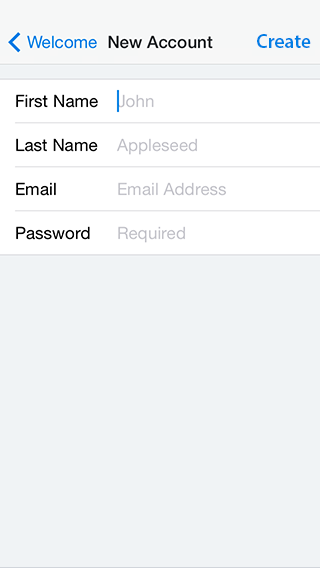 Welcome New Account Create
First Name John
Last Name Appleseed
Email Email Address
Password Required